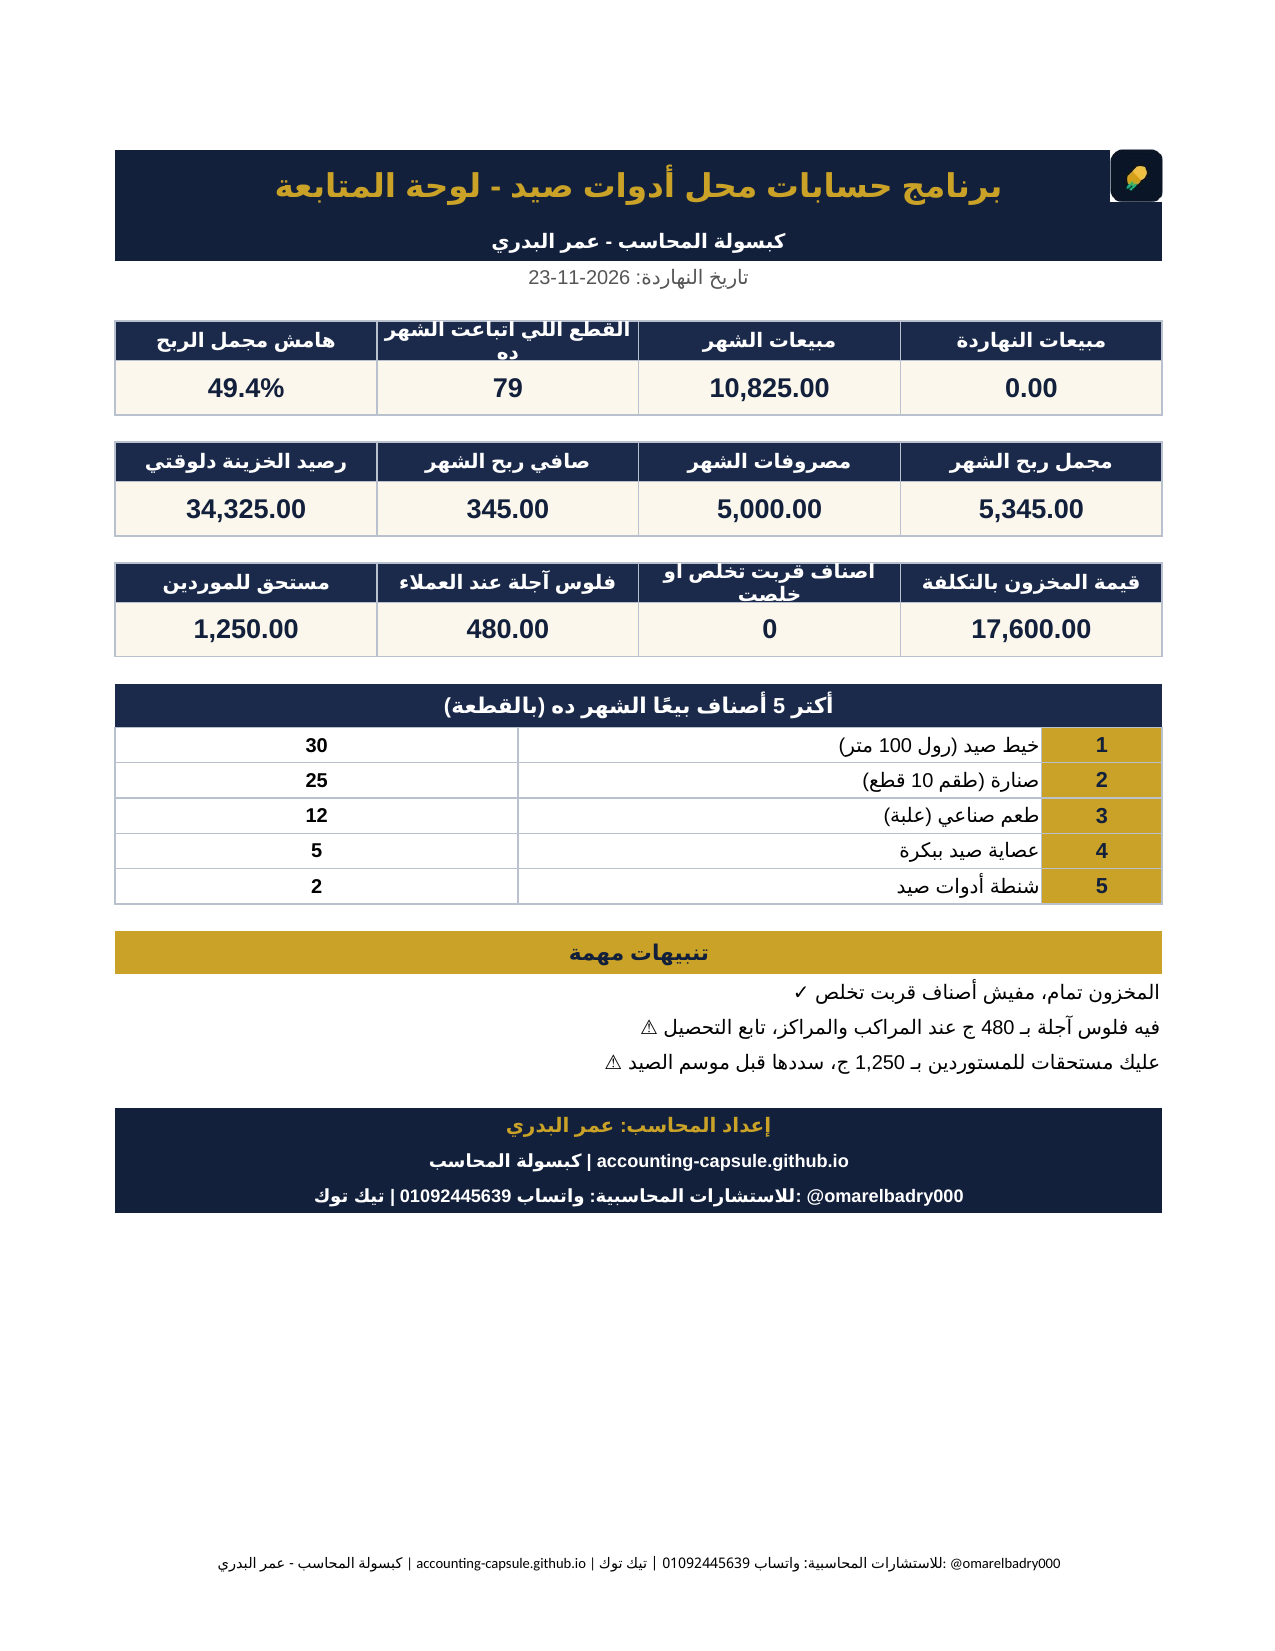 برنامج حسابات محل أدوات صيد - لوحة المتابعة
كبسولة المحاسب - عمر البدري
تاريخ النهاردة: 2026-11-23
مبيعات النهاردة
مبيعات الشهر
القطع اللي اتباعت الشهر ده
هامش مجمل الربح
0.00
10,825.00
79
49.4%
مجمل ربح الشهر
مصروفات الشهر
صافي ربح الشهر
رصيد الخزينة دلوقتي
5,345.00
5,000.00
345.00
34,325.00
قيمة المخزون بالتكلفة
أصناف قربت تخلص أو خلصت
فلوس آجلة عند العملاء
مستحق للموردين
17,600.00
0
480.00
1,250.00
أكتر 5 أصناف بيعًا الشهر ده (بالقطعة)
1 خيط صيد (رول 100 متر) 30
2 صنارة (طقم 10 قطع) 25
3 طعم صناعي (علبة) 12
4 عصاية صيد ببكرة 5
5 شنطة أدوات صيد 2
تنبيهات مهمة
المخزون تمام، مفيش أصناف قربت تخلص ✓
فيه فلوس آجلة بـ 480 ج عند المراكب والمراكز، تابع التحصيل ⚠
عليك مستحقات للمستوردين بـ 1,250 ج، سددها قبل موسم الصيد ⚠
إعداد المحاسب: عمر البدري
كبسولة المحاسب | accounting-capsule.github.io
للاستشارات المحاسبية: واتساب 01092445639 | تيك توك: @omarelbadry000
كبسولة المحاسب - عمر البدري | accounting-capsule.github.io | للاستشارات المحاسبية: واتساب 01092445639 | تيك توك: @omarelbadry000